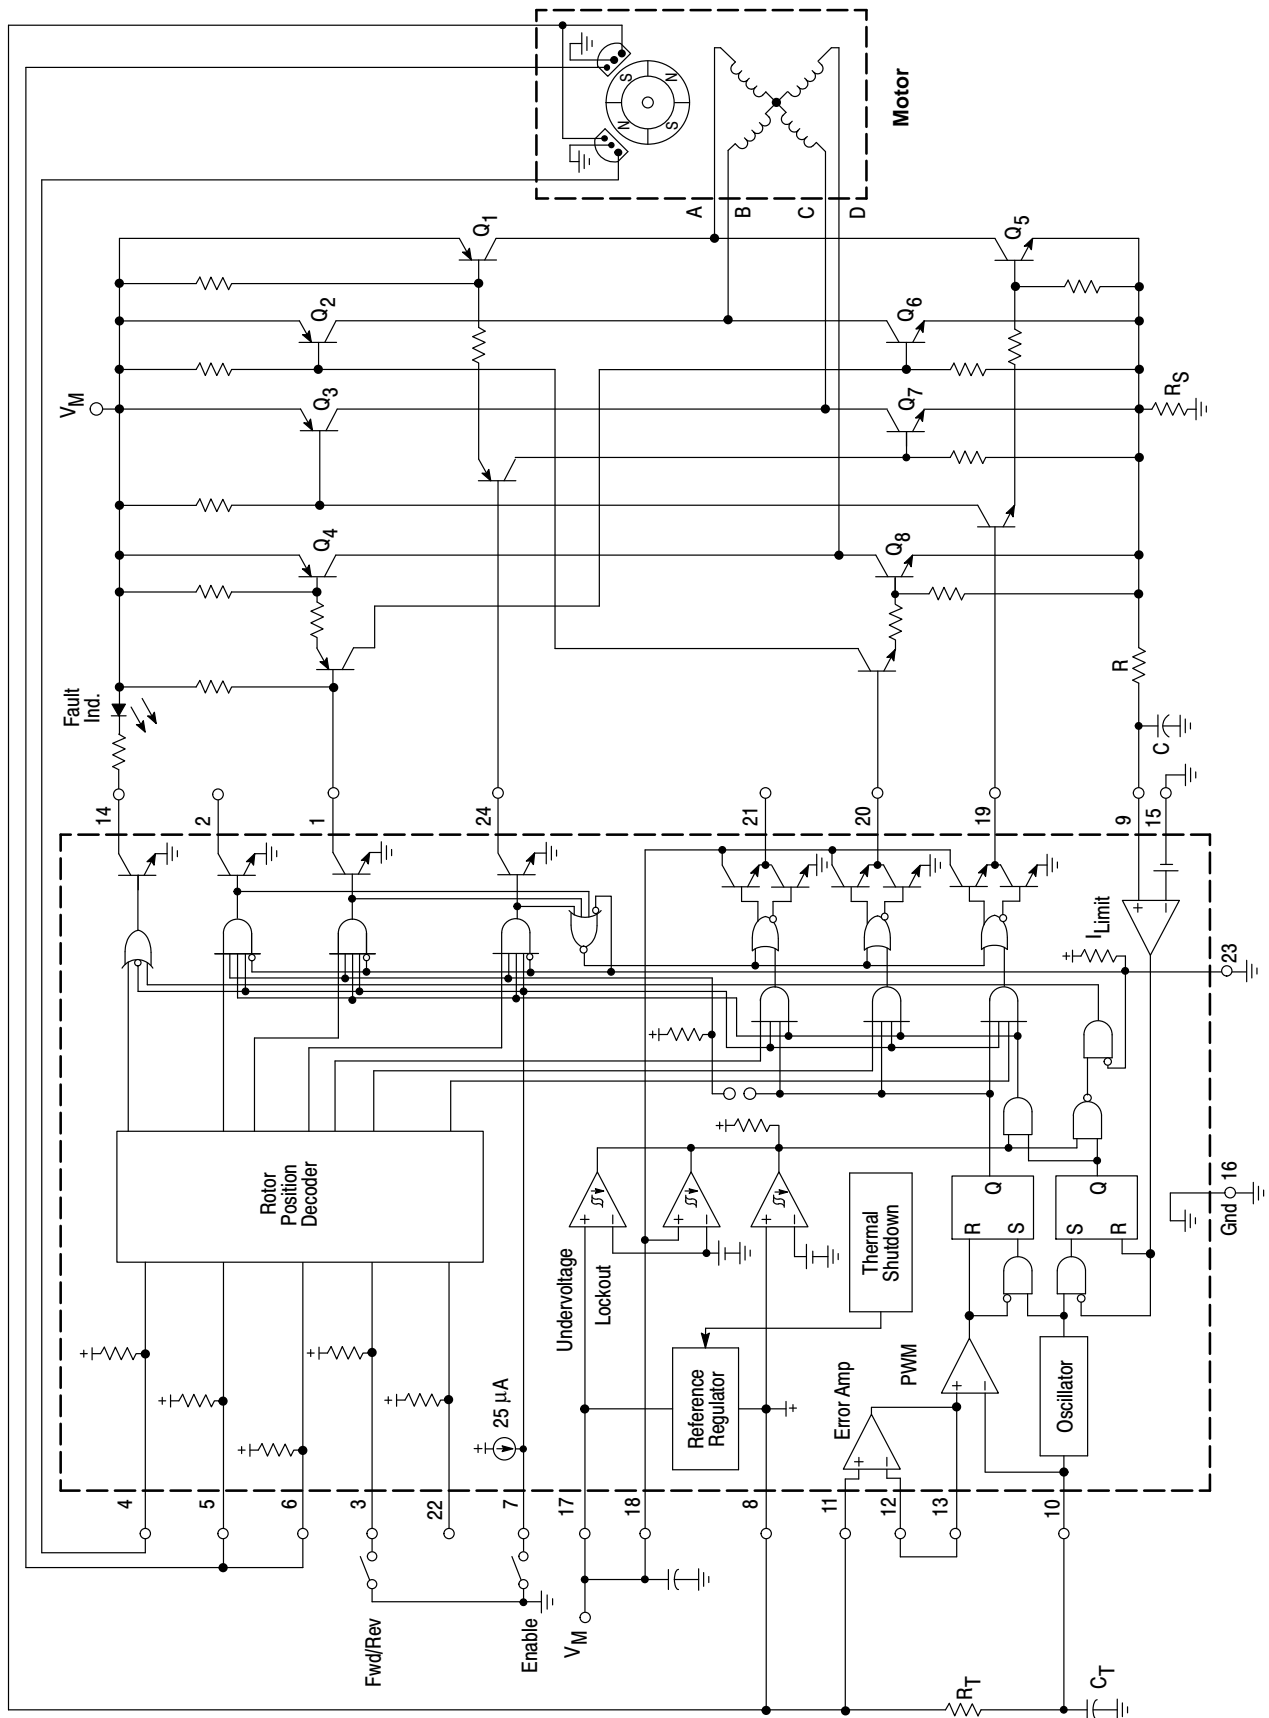 Motor
N
S
N
S
A
B
C
D
Q1
Q2
Q3
Q4
Q5
Q6
Q7
Q8
VM
RS
R
C
Fault
Ind.
14
2
1
24
21
20
19
9
15
ILimit
23
Gnd 16
Rotor
Position
Decoder
Undervoltage
Lockout
Thermal
Shutdown
Reference
Regulator
Error Amp
PWM
Oscillator
R
S
Q
S
R
Q
25 μA
4
5
6
3
22
7
17
18
8
11
12
13
10
Fwd/Rev
Enable
VM
RT
CT